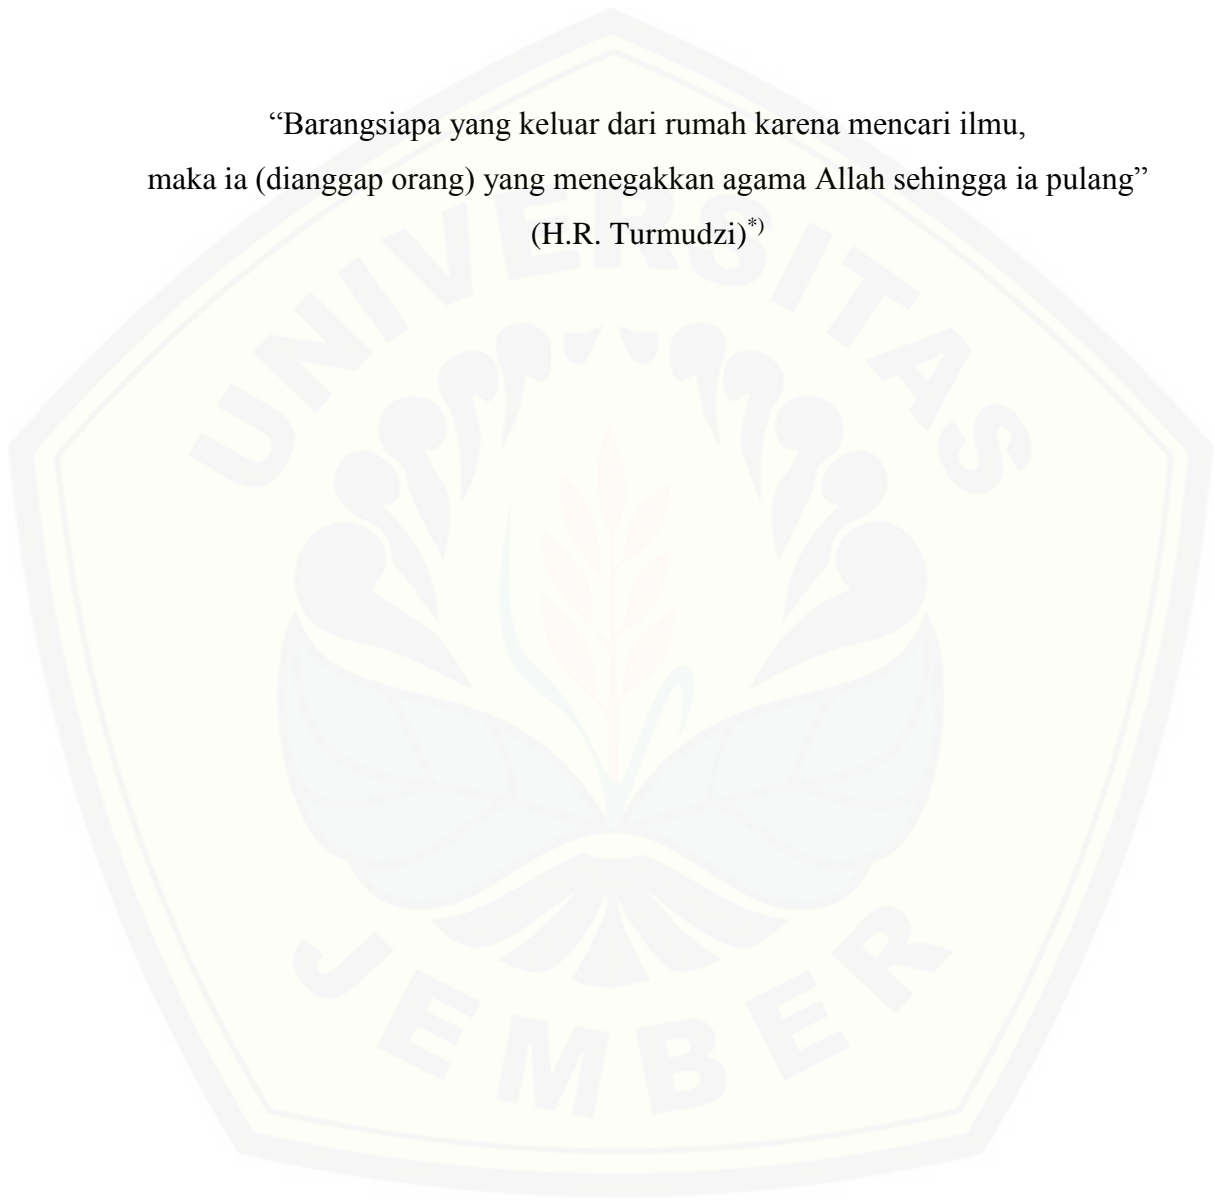 “Barangsiapa yang keluar dari rumah karena mencari ilmu,
maka ia (dianggap orang) yang menegakkan agama Allah sehingga ia pulang”
(H.R. Turmudzi)*)
UNIVERSITAS
JEMBER